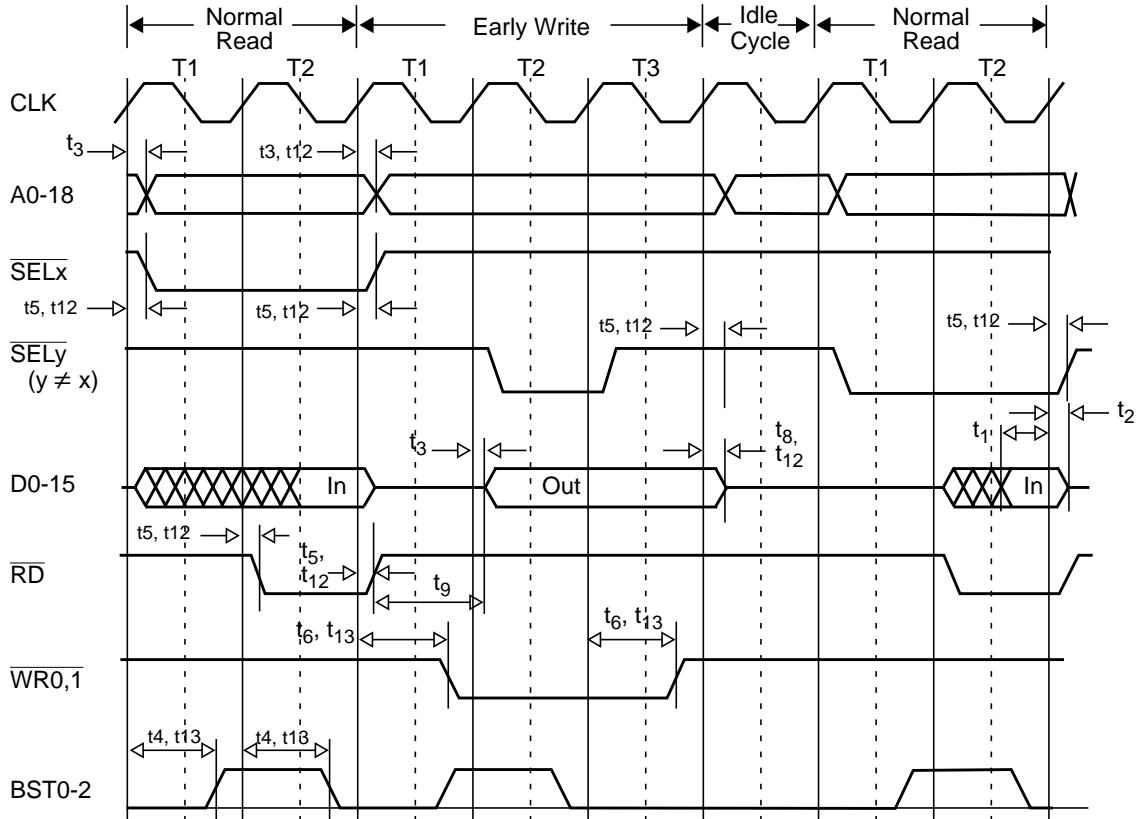 Normal Read
Early Write
Idle Cycle
Normal Read
T1 T2 T1 T2 T3 T1 T2
CLK
t3
t3, t12
A0-18
SELx
t5, t12
t5, t12
t5, t12
t5, t12
SELy
(y ≠ x)
t2
t3
t8, t12
t1
D0-15
In
Out
In
t5, t12
t5, t12
RD
t9
t6, t13
t6, t13
WR0,1
t4, t13
t4, t13
BST0-2